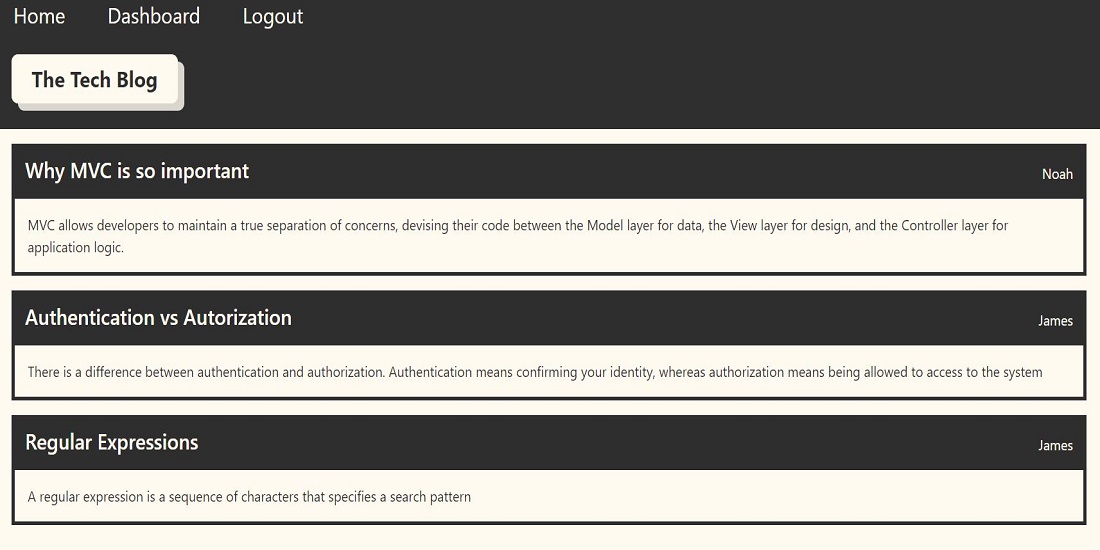 Home Dashboard Logout
The Tech Blog
Why MVC is so important
Noah
MVC allows developers to maintain a true separation of concerns, devising their code between the Model layer for data, the View layer for design, and the Controller layer for
application logic.
Authentication vs Autorization
James
There is a difference between authentication and authorization. Authentication means confirming your identity, whereas authorization means being allowed to access to the system
Regular Expressions
James
A regular expression is a sequence of characters that specifies a search pattern